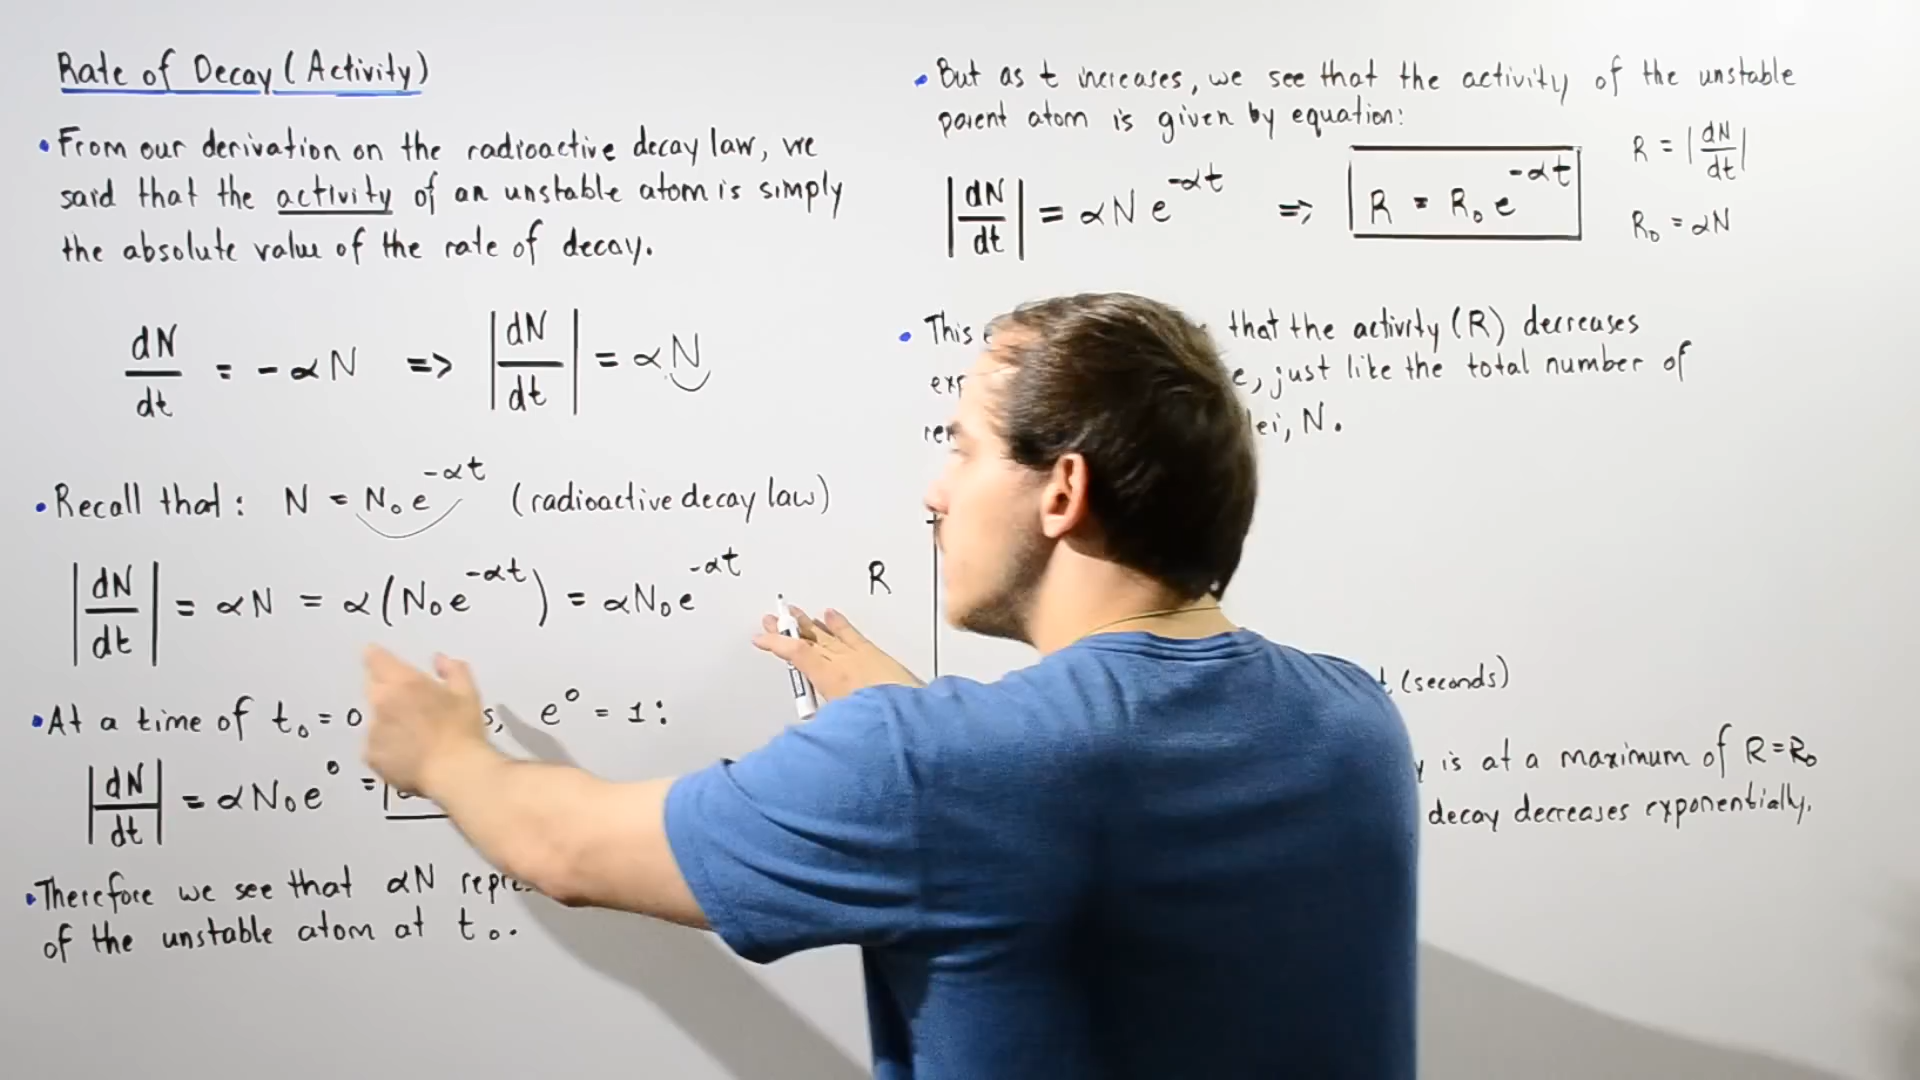 Rate of Decay (Activity)
• From our derivation on the radioactive decay law, we
said that the activity of an unstable atom is simply
the absolute value of the rate of decay.
dN/dt = -αN => |dN/dt| = αN
• Recall that: N = N₀e^-αt (radioactive decay law)
|dN/dt| = αN = α(N₀e^-αt) = αN₀e^-αt
• At a time of t₀ = 0 s, e⁰ = 1:
|dN/dt| = αN₀e⁰ =
• Therefore we see that αN
of the unstable atom at t₀.
• But as t increases, we see that the activity of the unstable
parent atom is given by equation:
|dN/dt| = αN e^-αt => R = R₀e^-αt
R = |dN/dt|
R₀ = αN
• This that the activity (R) decreases
just like the total number of
N.
R
t (seconds)
is at a maximum of R = R₀
decay decreases exponentially.